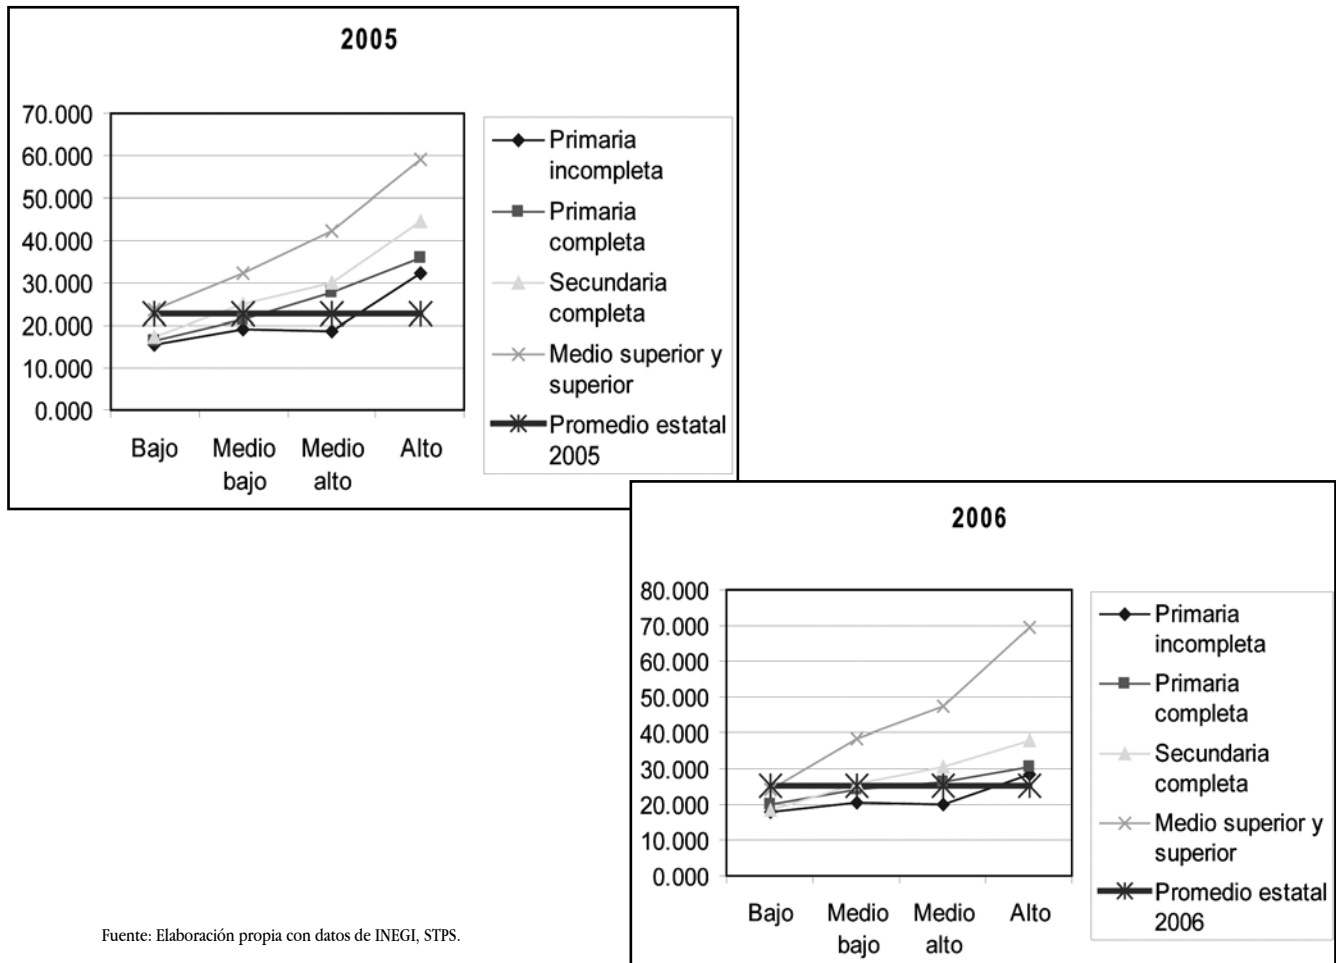 2005
70.000
60.000
50.000
40.000
30.000
20.000
10.000
0.000
Bajo
Medio
bajo
Medio
alto
Alto
Primaria
incompleta
Primaria
completa
Secundaria
completa
Medio superior y
superior
Promedio estatal
2005
2006
80.000
70.000
60.000
50.000
40.000
30.000
20.000
10.000
0.000
Bajo
Medio
bajo
Medio
alto
Alto
Primaria
incompleta
Primaria
completa
Secundaria
completa
Medio superior y
superior
Promedio estatal
2006
Fuente: Elaboración propia con datos de INEGI, STPS.